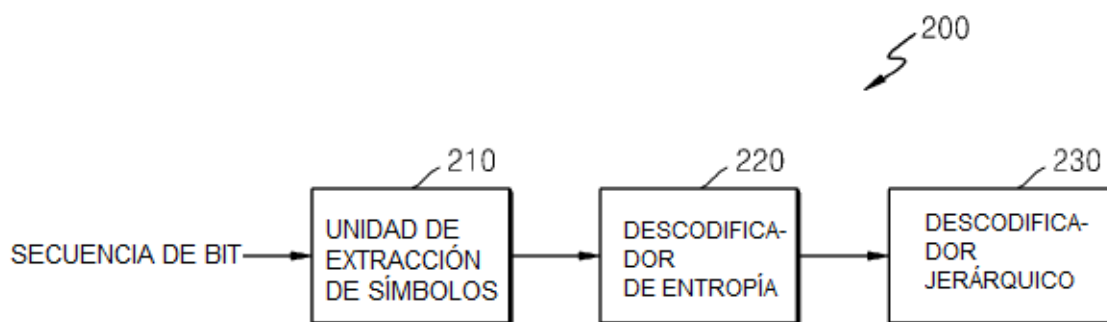 200
210
220
230
SECUENCIA DE BIT
UNIDAD DE
EXTRACCIÓN
DE SÍMBOLOS
DESCODIFICA-
DOR
DE ENTROPÍA
DESCODIFICA-
DOR
JERÁRQUICO